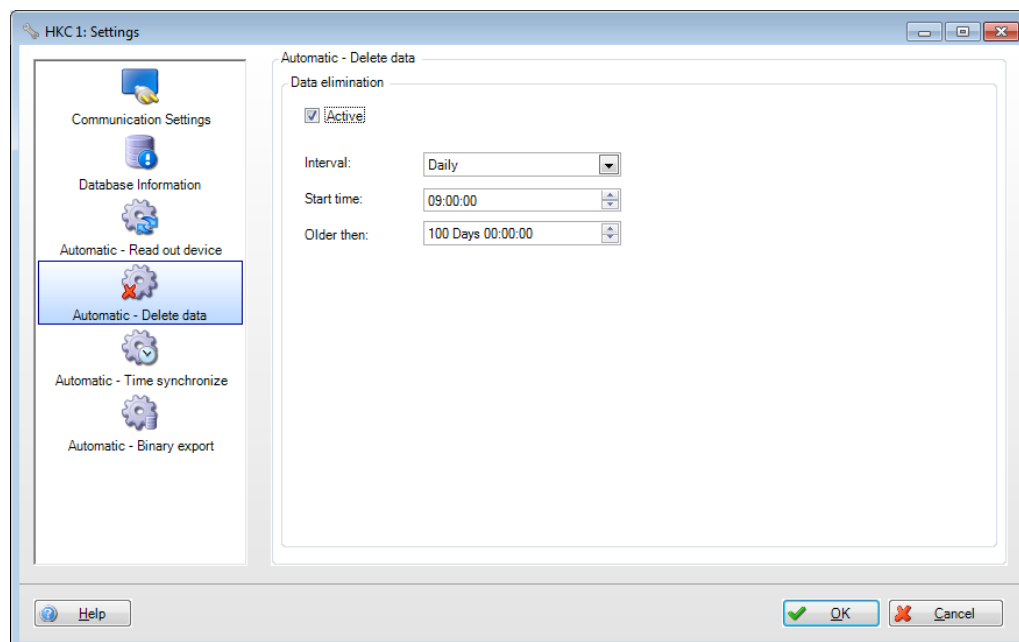 HKC 1: Settings
Communication Settings
Database Information
Automatic - Read out device
Automatic - Delete data
Automatic - Time synchronize
Automatic - Binary export
Automatic - Delete data
Data elimination
Active
Interval: Daily
Start time: 09:00:00
Older then: 100 Days 00:00:00
Help
OK
Cancel